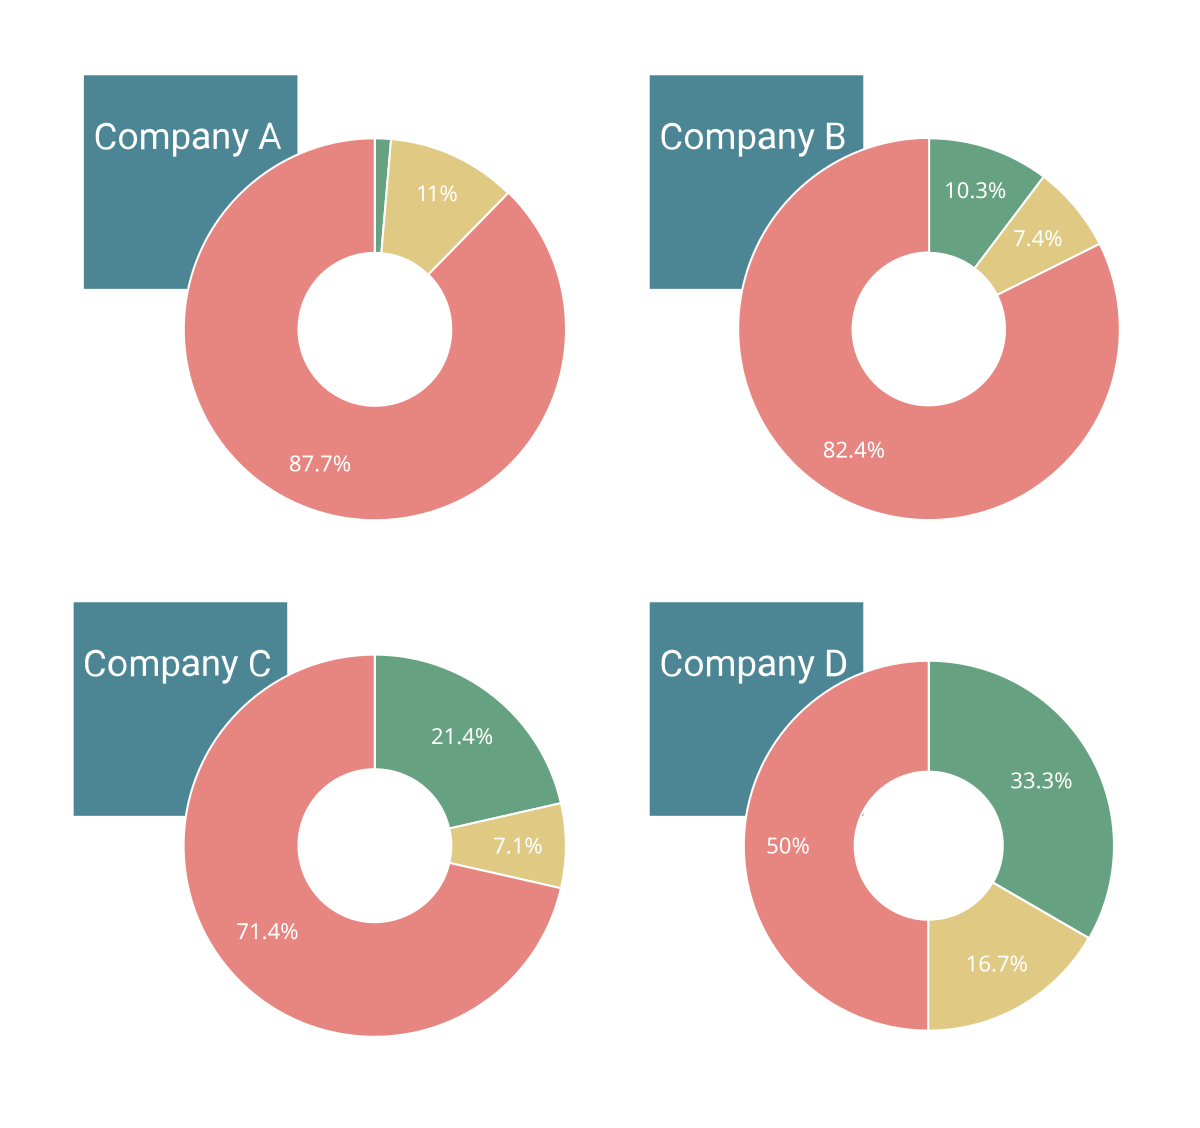 Company A
11%
87.7%
Company B
10.3%
7.4%
82.4%
Company C
21.4%
7.1%
71.4%
Company D
33.3%
50%
16.7%